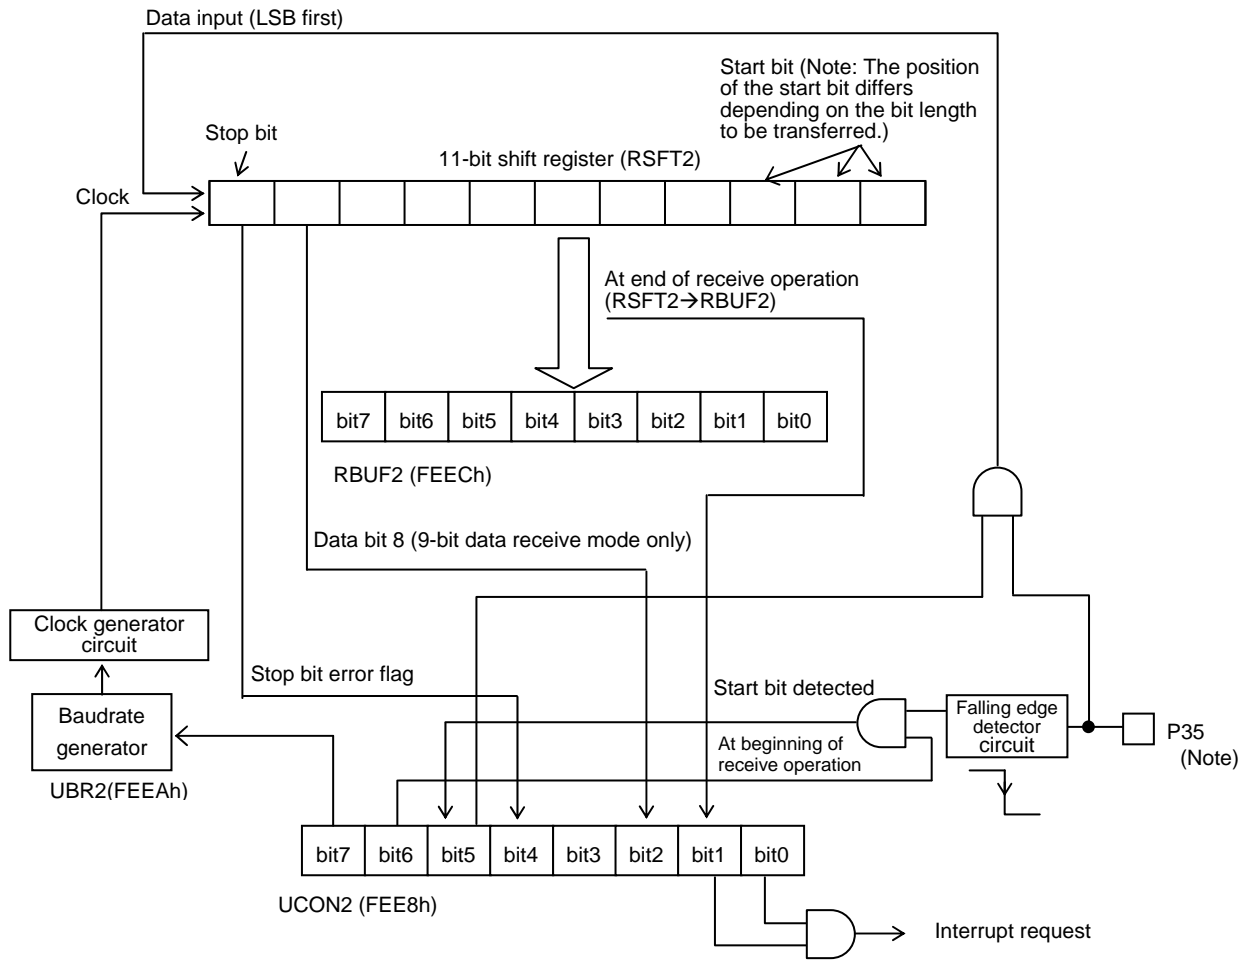 Data input (LSB first)
Start bit (Note: The position
of the start bit differs
depending on the bit length
to be transferred.)
Stop bit
11-bit shift register (RSFT2)
Clock
At end of receive operation
(RSFT2→RBUF2)
bit7 bit6 bit5 bit4 bit3 bit2 bit1 bit0
RBUF2 (FEECh)
Data bit 8 (9-bit data receive mode only)
Clock generator
circuit
Stop bit error flag
Start bit detected
Baudrate
generator
UBR2(FEEAh)
At beginning of
receive operation
Falling edge
detector
circuit
P35
(Note)
bit7 bit6 bit5 bit4 bit3 bit2 bit1 bit0
UCON2 (FEE8h)
Interrupt request